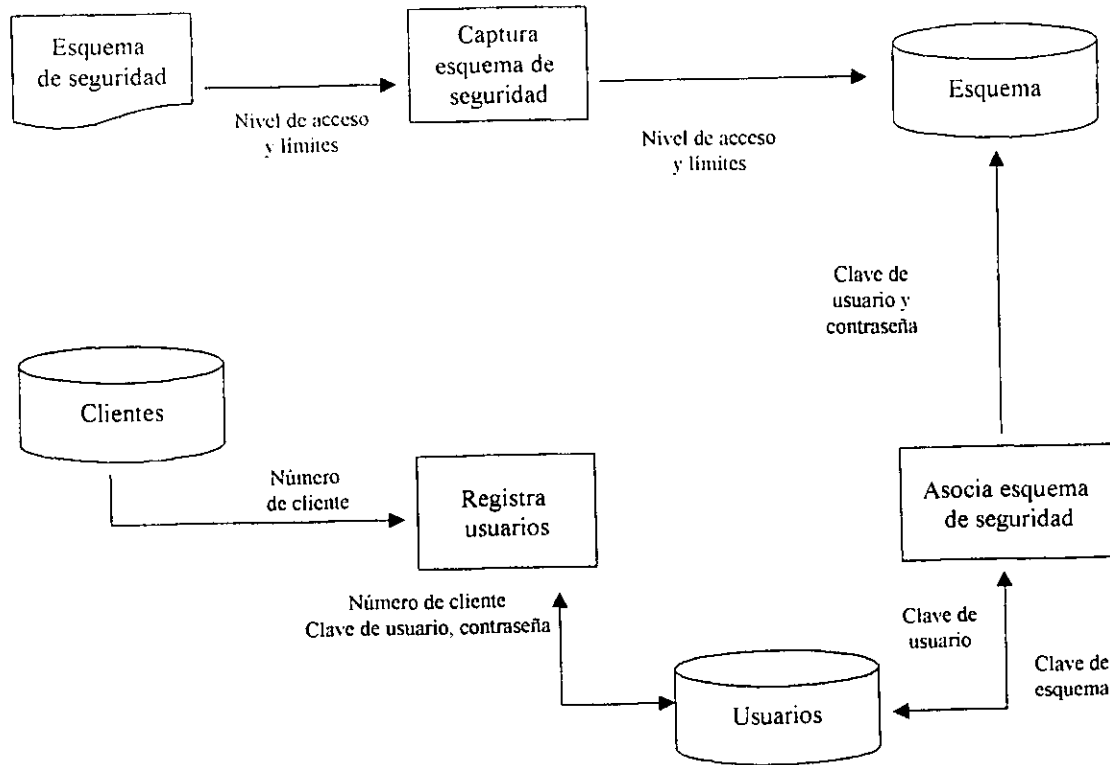 Esquema
de seguridad
Captura
esquema de
seguridad
Esquema
Nivel de acceso
y límites
Nivel de acceso
y límites
Clave de
usuario y
contraseña
Clientes
Número
de cliente
Registra
usuarios
Asocia esquema
de seguridad
Número de cliente
Clave de usuario, contraseña
Clave de
usuario
Clave de
esquema
Usuarios